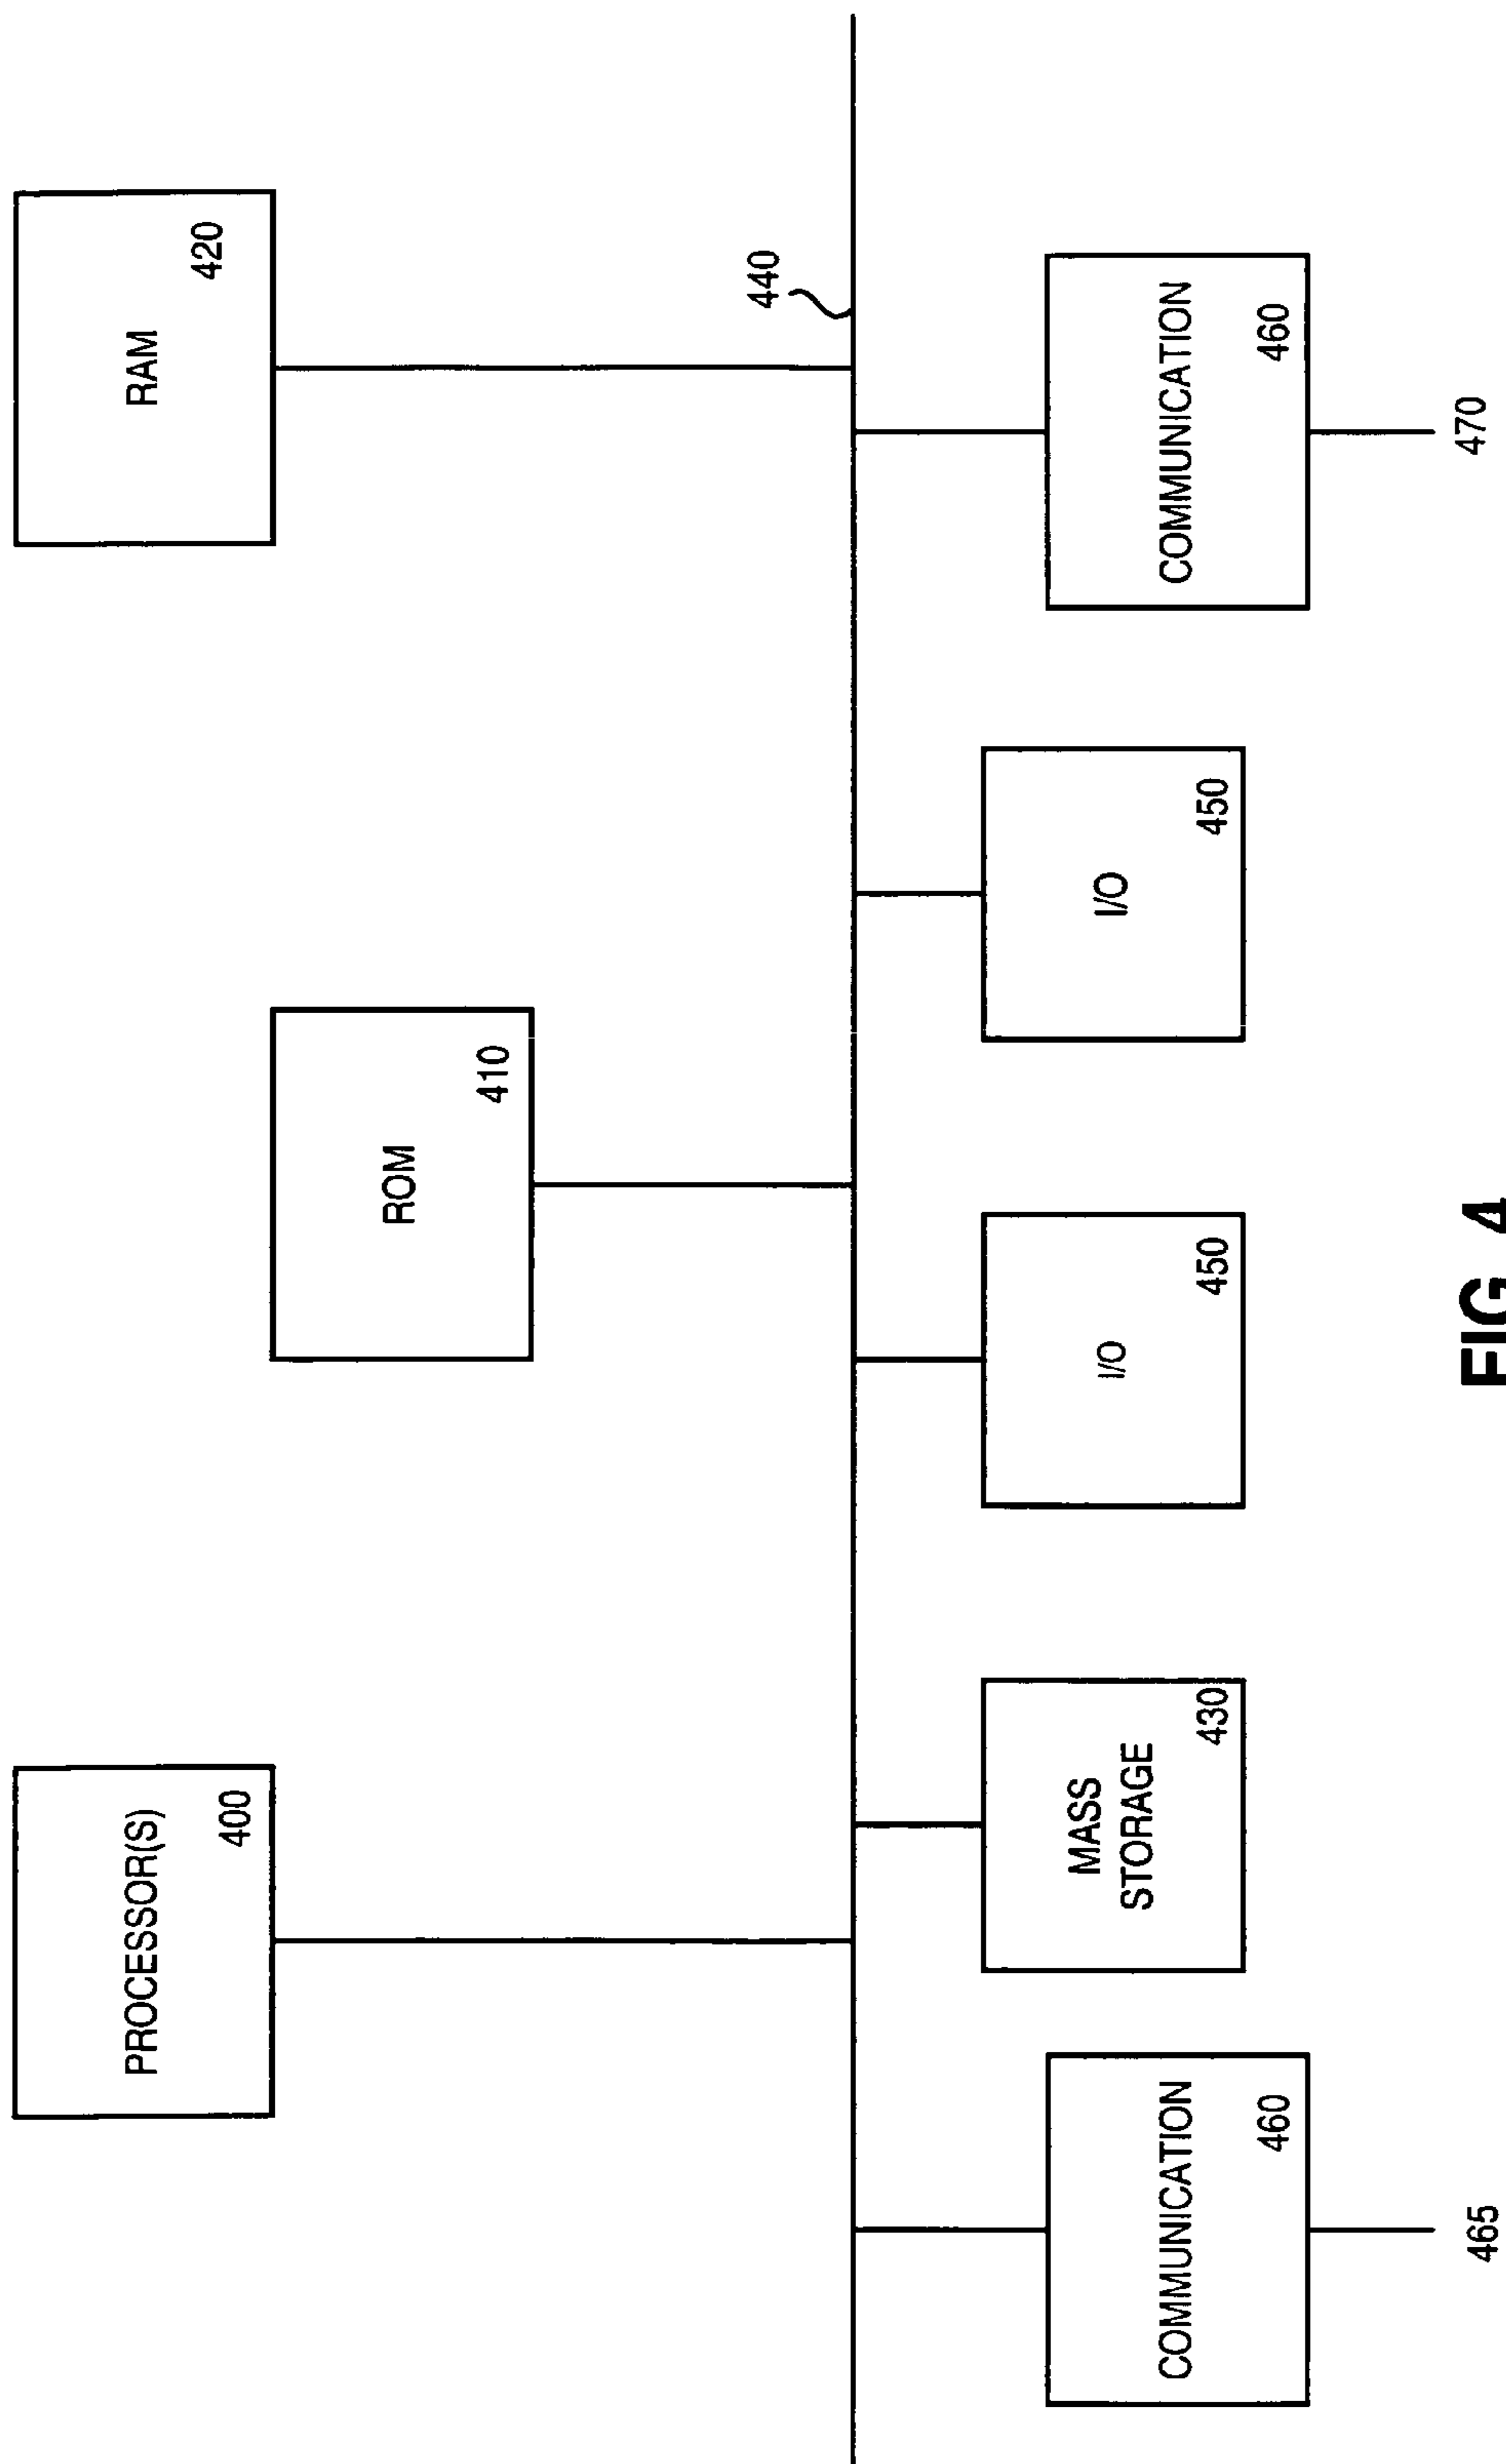 PROCESSOR(S)
400
ROM
410
RAM
420
440
COMMUNICATION
460
465
MASS
STORAGE
430
I/O
450
I/O
450
COMMUNICATION
460
470
FIG. 4